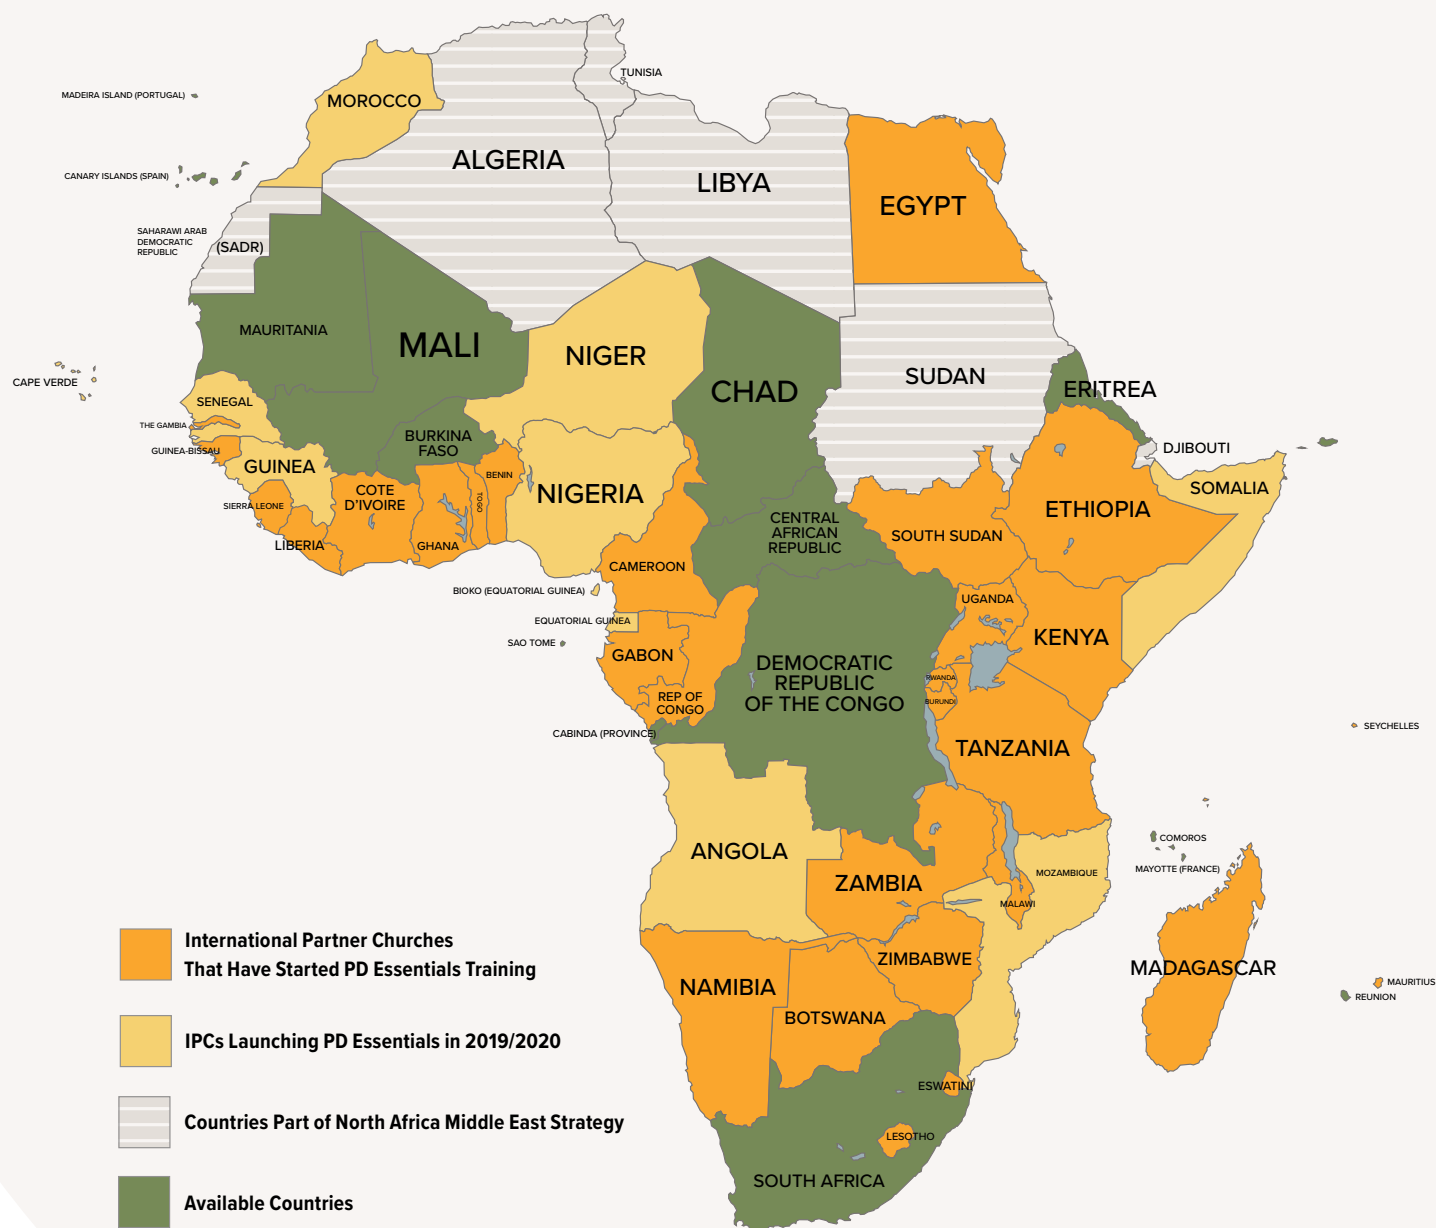 TUNISIA
MADEIRA ISLAND (PORTUGAL)
MOROCCO
ALGERIA
CANARY ISLANDS (SPAIN)
LIBYA
EGYPT
SAHARAWI ARAB
DEMOCRATIC
REPUBLIC
(SADR)
MAURITANIA
MALI
NIGER
CHAD
SUDAN
ERITREA
CAPE VERDE
SENEGAL
THE GAMBIA
GUINEA-BISSAU
GUINEA
BURKINA
FASO
BENIN
TOGO
DJIBOUTI
SOMALIA
NIGERIA
COTE
D'IVOIRE
SIERRA LEONE
LIBERIA
GHANA
ETHIOPIA
CENTRAL
AFRICAN
REPUBLIC
SOUTH SUDAN
CAMEROON
BIOKO (EQUATORIAL GUINEA)
UGANDA
EQUATORIAL GUINEA
SAO TOME
KENYA
GABON
DEMOCRATIC
REPUBLIC
OF THE CONGO
RWANDA
BURUNDI
REP OF
CONGO
CABINDA (PROVINCE)
SEYCHELLES
TANZANIA
COMOROS
MAYOTTE (FRANCE)
ANGOLA
MOZAMBIQUE
ZAMBIA
MALAWI
ZIMBABWE
MADAGASCAR
MAURITIUS
REUNION
NAMIBIA
BOTSWANA
ESWATINI
LESOTHO
SOUTH AFRICA
International Partner Churches
That Have Started PD Essentials Training
IPCs Launching PD Essentials in 2019/2020
Countries Part of North Africa Middle East Strategy
Available Countries